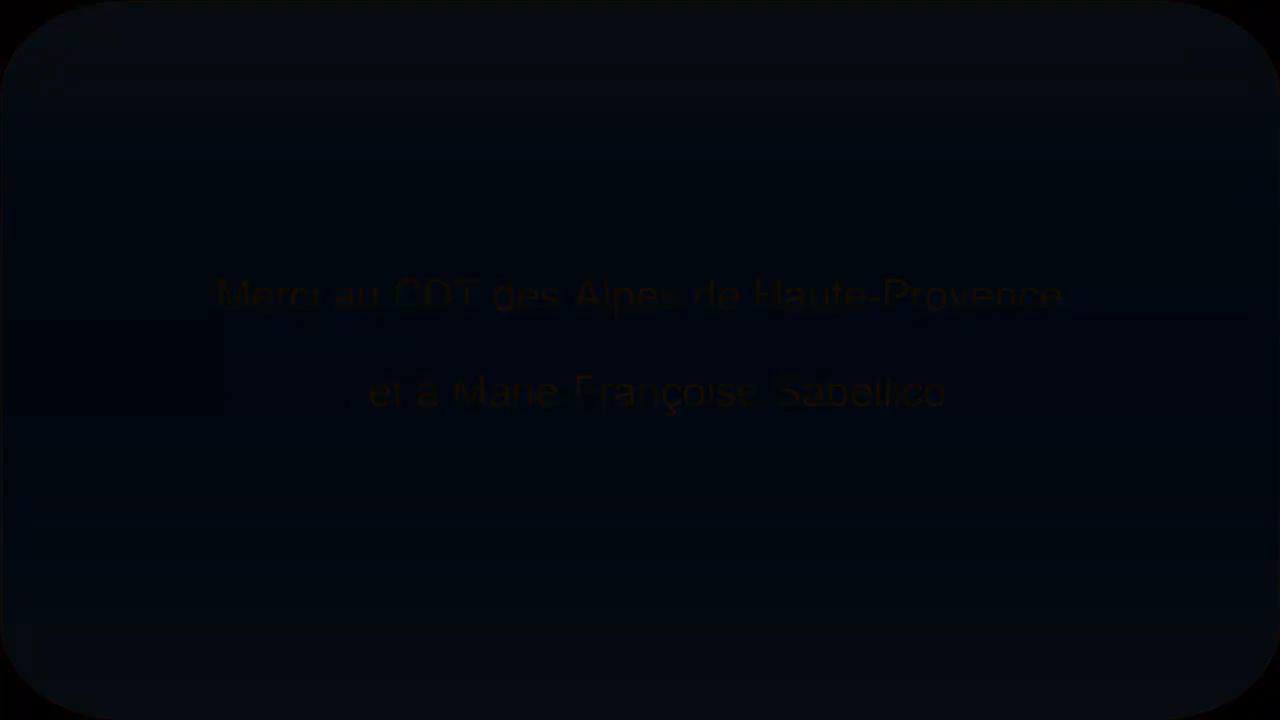 Merci au CDT des Alpes de Haute-Provence
et à Marie Françoise Sabellico